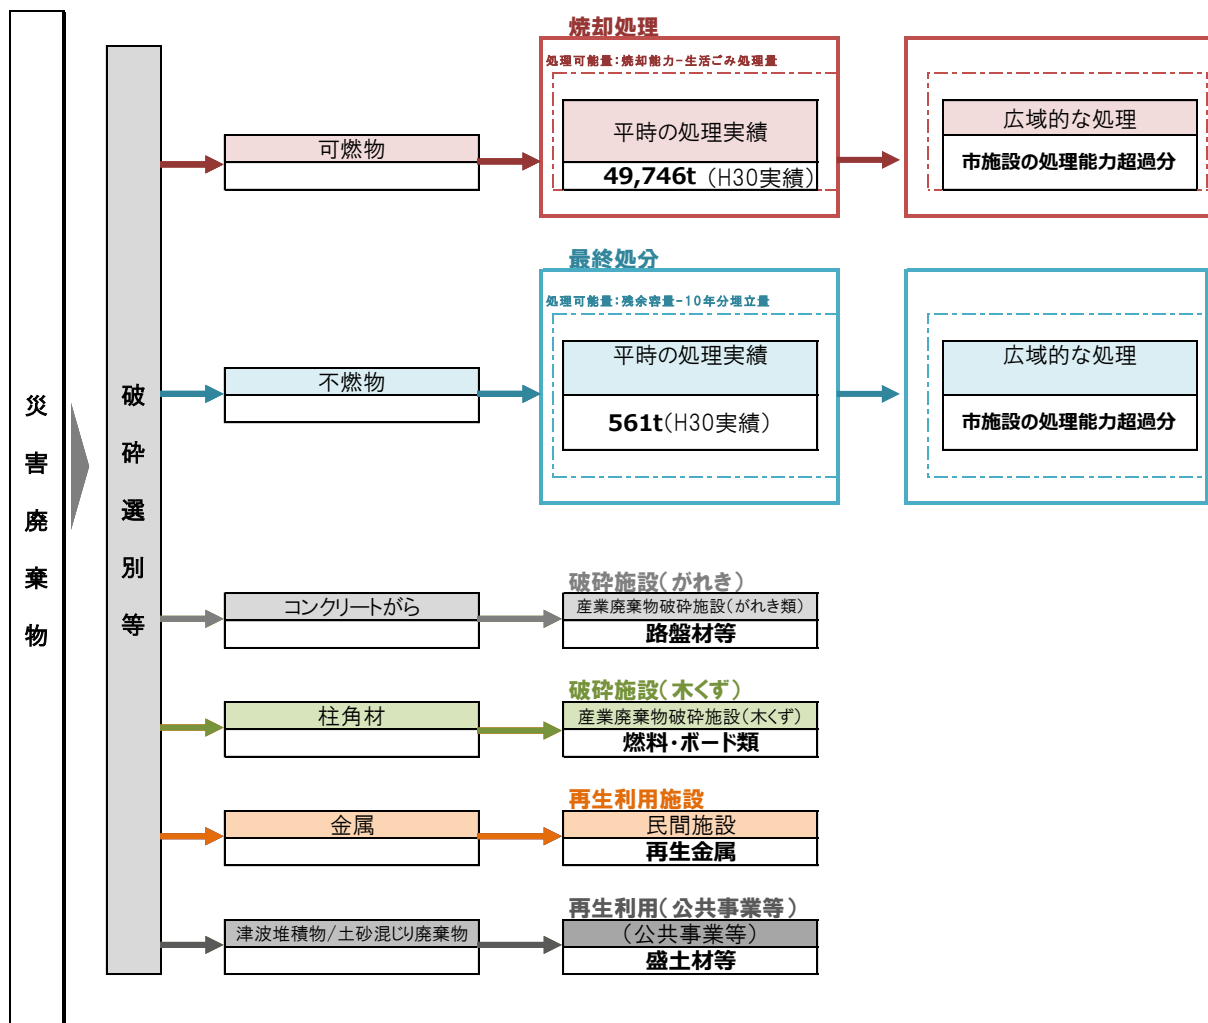 災害廃棄物
破砕選別等
焼却処理
処理可能量:焼却能力-生活ごみ処理量
可燃物
平時の処理実績
49,746t（H30実績）
広域的な処理
市施設の処理能力超過分
最終処分
処理可能量:残余容量-10年分埋立量
不燃物
平時の処理実績
561t(H30実績)
広域的な処理
市施設の処理能力超過分
破砕施設(がれき)
コンクリートがら
産業廃棄物破砕施設(がれき類)
路盤材等
破砕施設(木くず)
柱角材
産業廃棄物破砕施設(木くず)
燃料・ボード類
再生利用施設
金属
民間施設
再生金属
再生利用(公共事業等)
津波堆積物/土砂混じり廃棄物
(公共事業等)
盛土材等